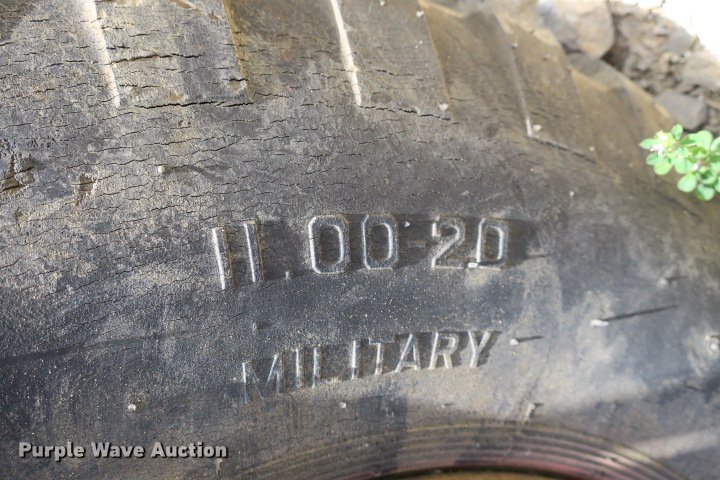 11.00-20
MILITARY
Purple Wave Auction